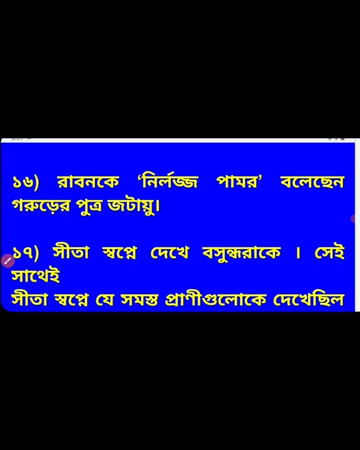 ১৬) রাবনকে ‘নির্লজ্জ পামর’ বলেছেন
গরুড়ের পুত্র জটায়ু।
১৭) সীতা স্বপ্নে দেখে বসুন্ধরাকে । সেই
সাথেই
সীতা স্বপ্নে যে সমস্ত প্রাণীগুলোকে দেখেছিল